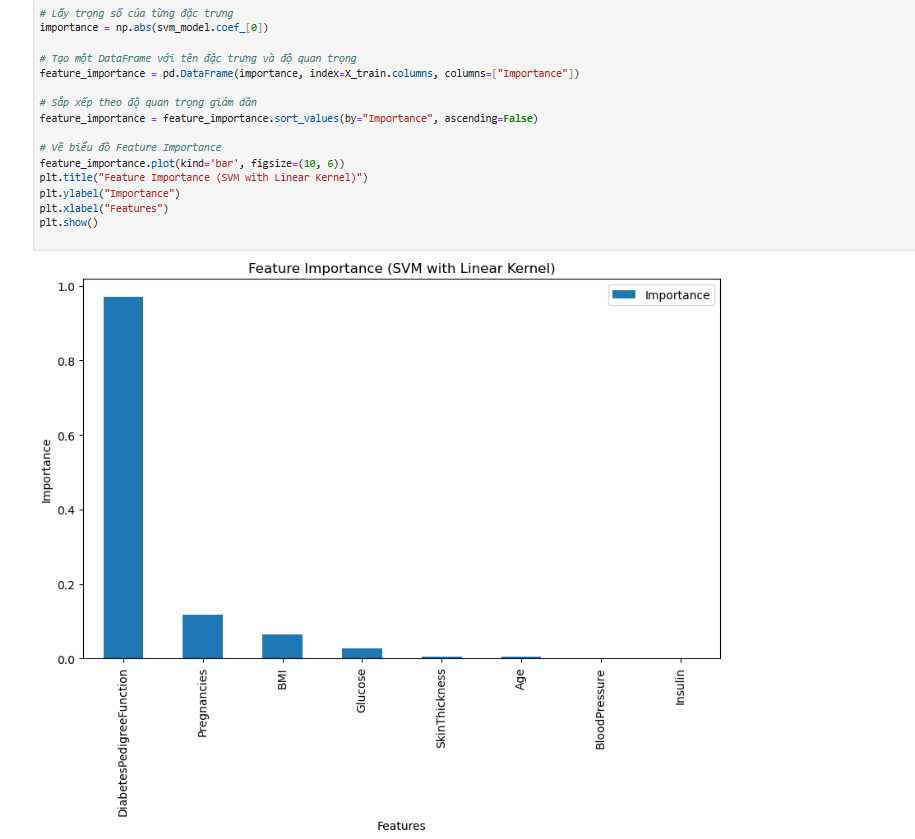 # Lấy trọng số của từng đặc trưng
importance = np.abs(svm_model.coef_[0])
# Tạo một DataFrame với tên đặc trưng và độ quan trọng
feature_importance = pd.DataFrame(importance, index=X_train.columns, columns=["Importance"])
# Sắp xếp theo độ quan trọng giảm dần
feature_importance = feature_importance.sort_values(by="Importance", ascending=False)
# Vẽ biểu đồ Feature Importance
feature_importance.plot(kind='bar', figsize=(10, 6))
plt.title("Feature Importance (SVM with Linear Kernel)")
plt.ylabel("Importance")
plt.xlabel("Features")
plt.show()
Feature Importance (SVM with Linear Kernel)
Importance
1.0
0.8
0.6
0.4
0.2
0.0
Importance
DiabetesPedigreeFunction
Pregnancies
BMI
Glucose
SkinThickness
Age
BloodPressure
Insulin
Features